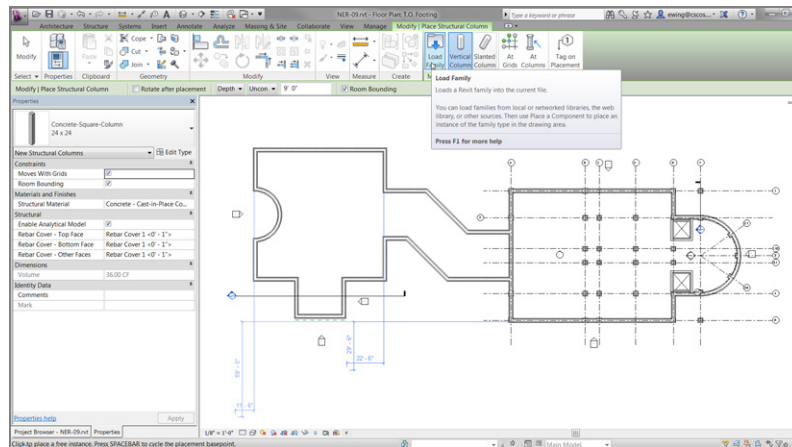 NER-09.rvt - Floor Plan: T.O. Footing
Type a keyword or phrase
ewing@cscos...
Architecture Structure Systems Insert Annotate Analyze Massing & Site Collaborate View Manage Modify | Place Structural Column
Modify
Paste
Cope
Cut
Join
Load Family
Vertical Column
Slanted Column
At Grids
At Columns
Tag on Placement
Select Properties Clipboard Geometry Modify View Measure Create
Modify | Place Structural Column
Rotate after placement
Depth
Uncon.
9' 0"
Room Bounding
Load Family
Loads a Revit family into the current file.
You can load families from local or networked libraries, the web library, or other sources. Then use Place a Component to place an instance of the family type in the drawing area.
Press F1 for more help
Properties
Concrete-Square-Column
24 x 24
New Structural Columns
Edit Type
Constraints
Moves With Grids
Room Bounding
Materials and Finishes
Structural Material Concrete - Cast-in-Place Co...
Structural
Enable Analytical Model
Rebar Cover - Top Face Rebar Cover 1 <0' - 1">
Rebar Cover - Bottom Face Rebar Cover 1 <0' - 1">
Rebar Cover - Other Faces Rebar Cover 1 <0' - 1">
Dimensions
Volume 36.00 CF
Identity Data
Comments
Mark
29' - 6"
22' - 6"
Properties help
Apply
Project Browser - NER-09.rvt
Properties
1/8" = 1'-0"
Click to place a free instance. Press SPACEBAR to cycle the placement basepoint.
Main Model